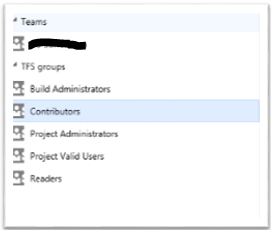 Teams
TFS groups
Build Administrators
Contributors
Project Administrators
Project Valid Users
Readers